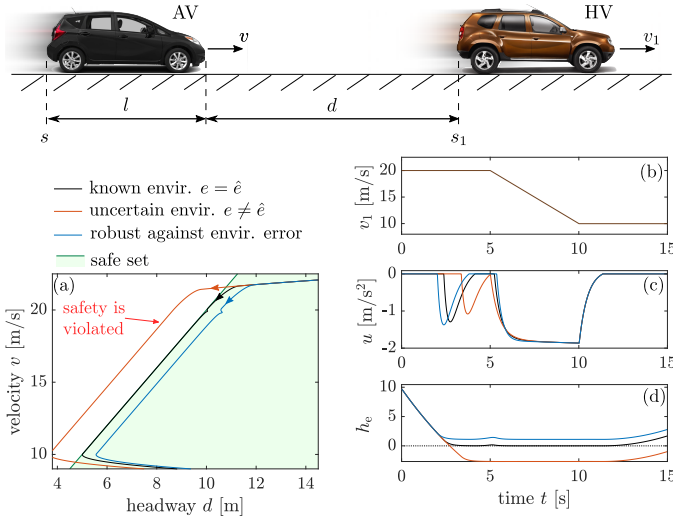 AV
HV
v
v₁
l
d
s
s₁
known envir. e = ê
uncertain envir. e ≠ ê
robust against envir. error
safe set
(a)
safety is
violated
velocity v [m/s]
20
15
10
4
6
8
10
12
14
headway d [m]
(b)
v₁ [m/s]
20
15
10
0
5
10
15
(c)
u [m/s²]
0
-1
-2
0
5
10
15
(d)
hₑ
10
5
0
0
5
10
15
time t [s]